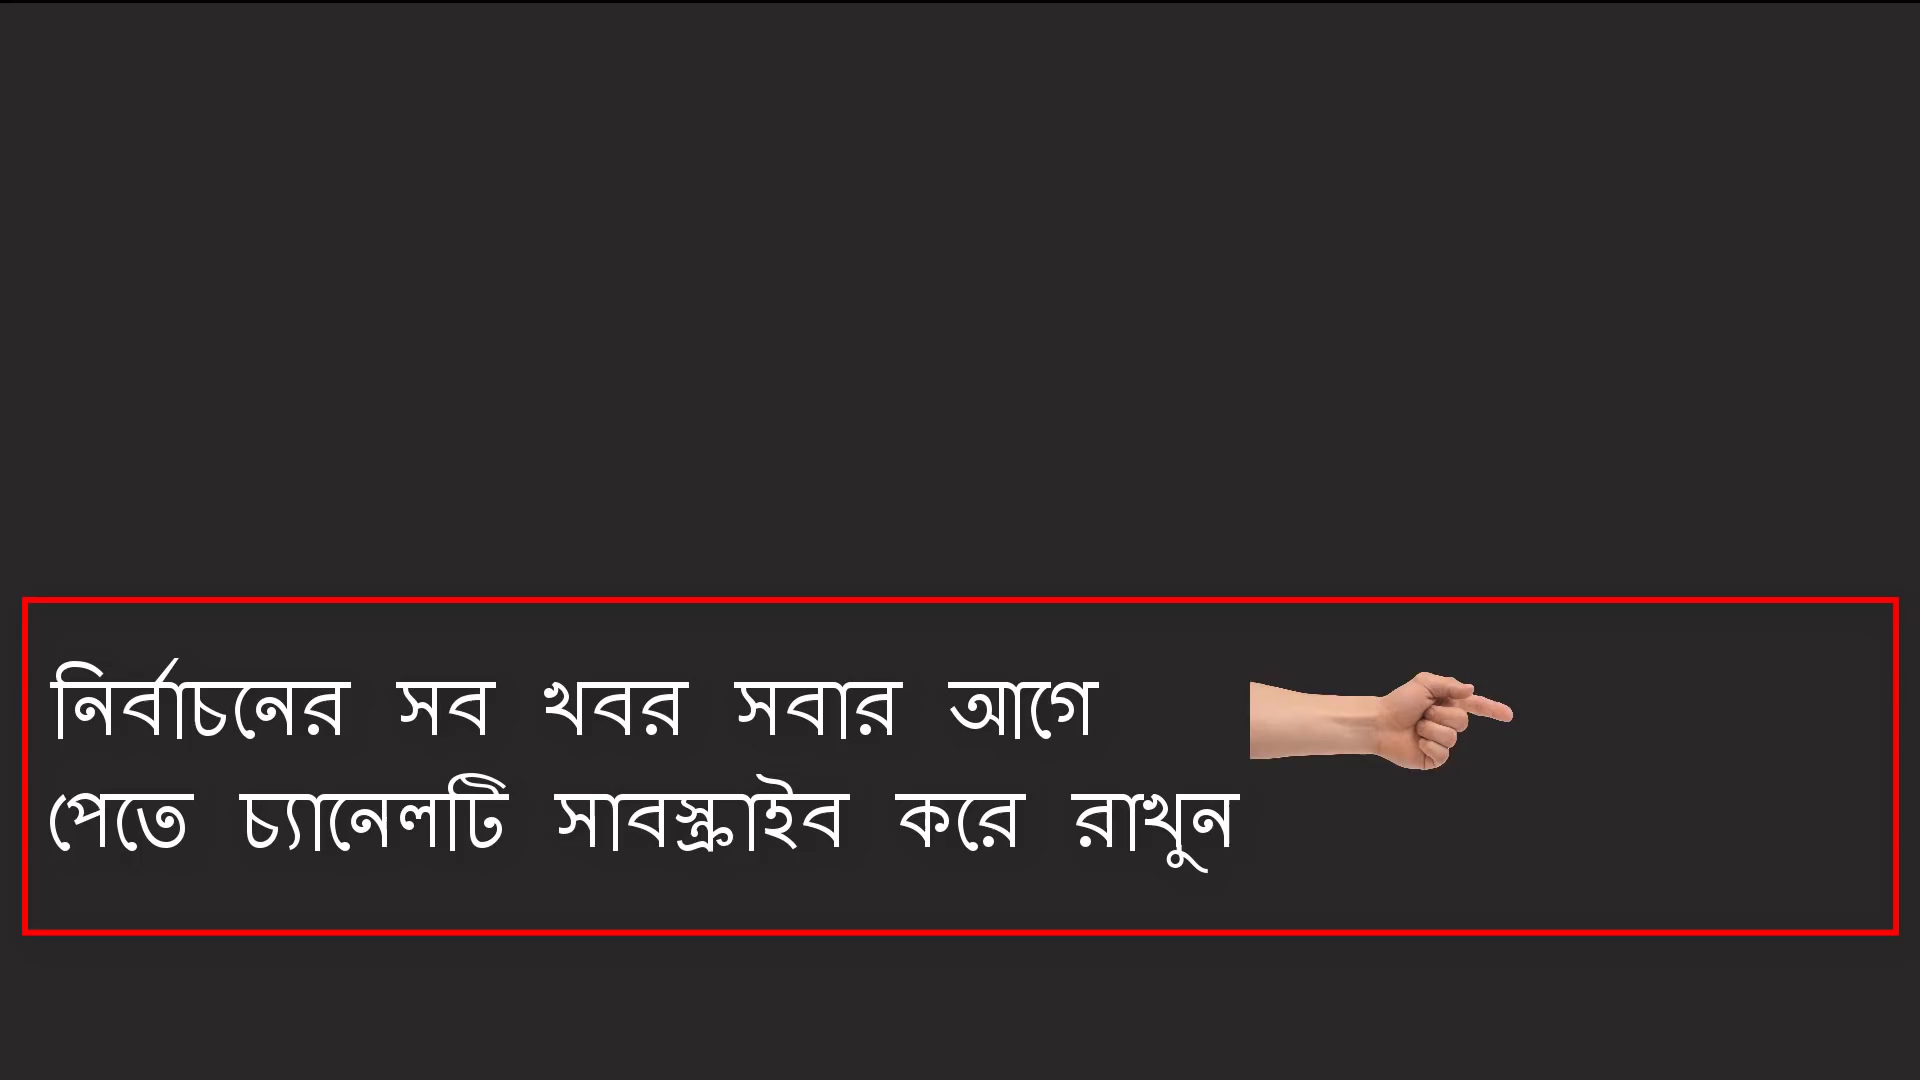 নির্বাচনের সব খবর সবার আগে
পেতে চ্যানেলটি সাবস্ক্রাইব করে রাখুন